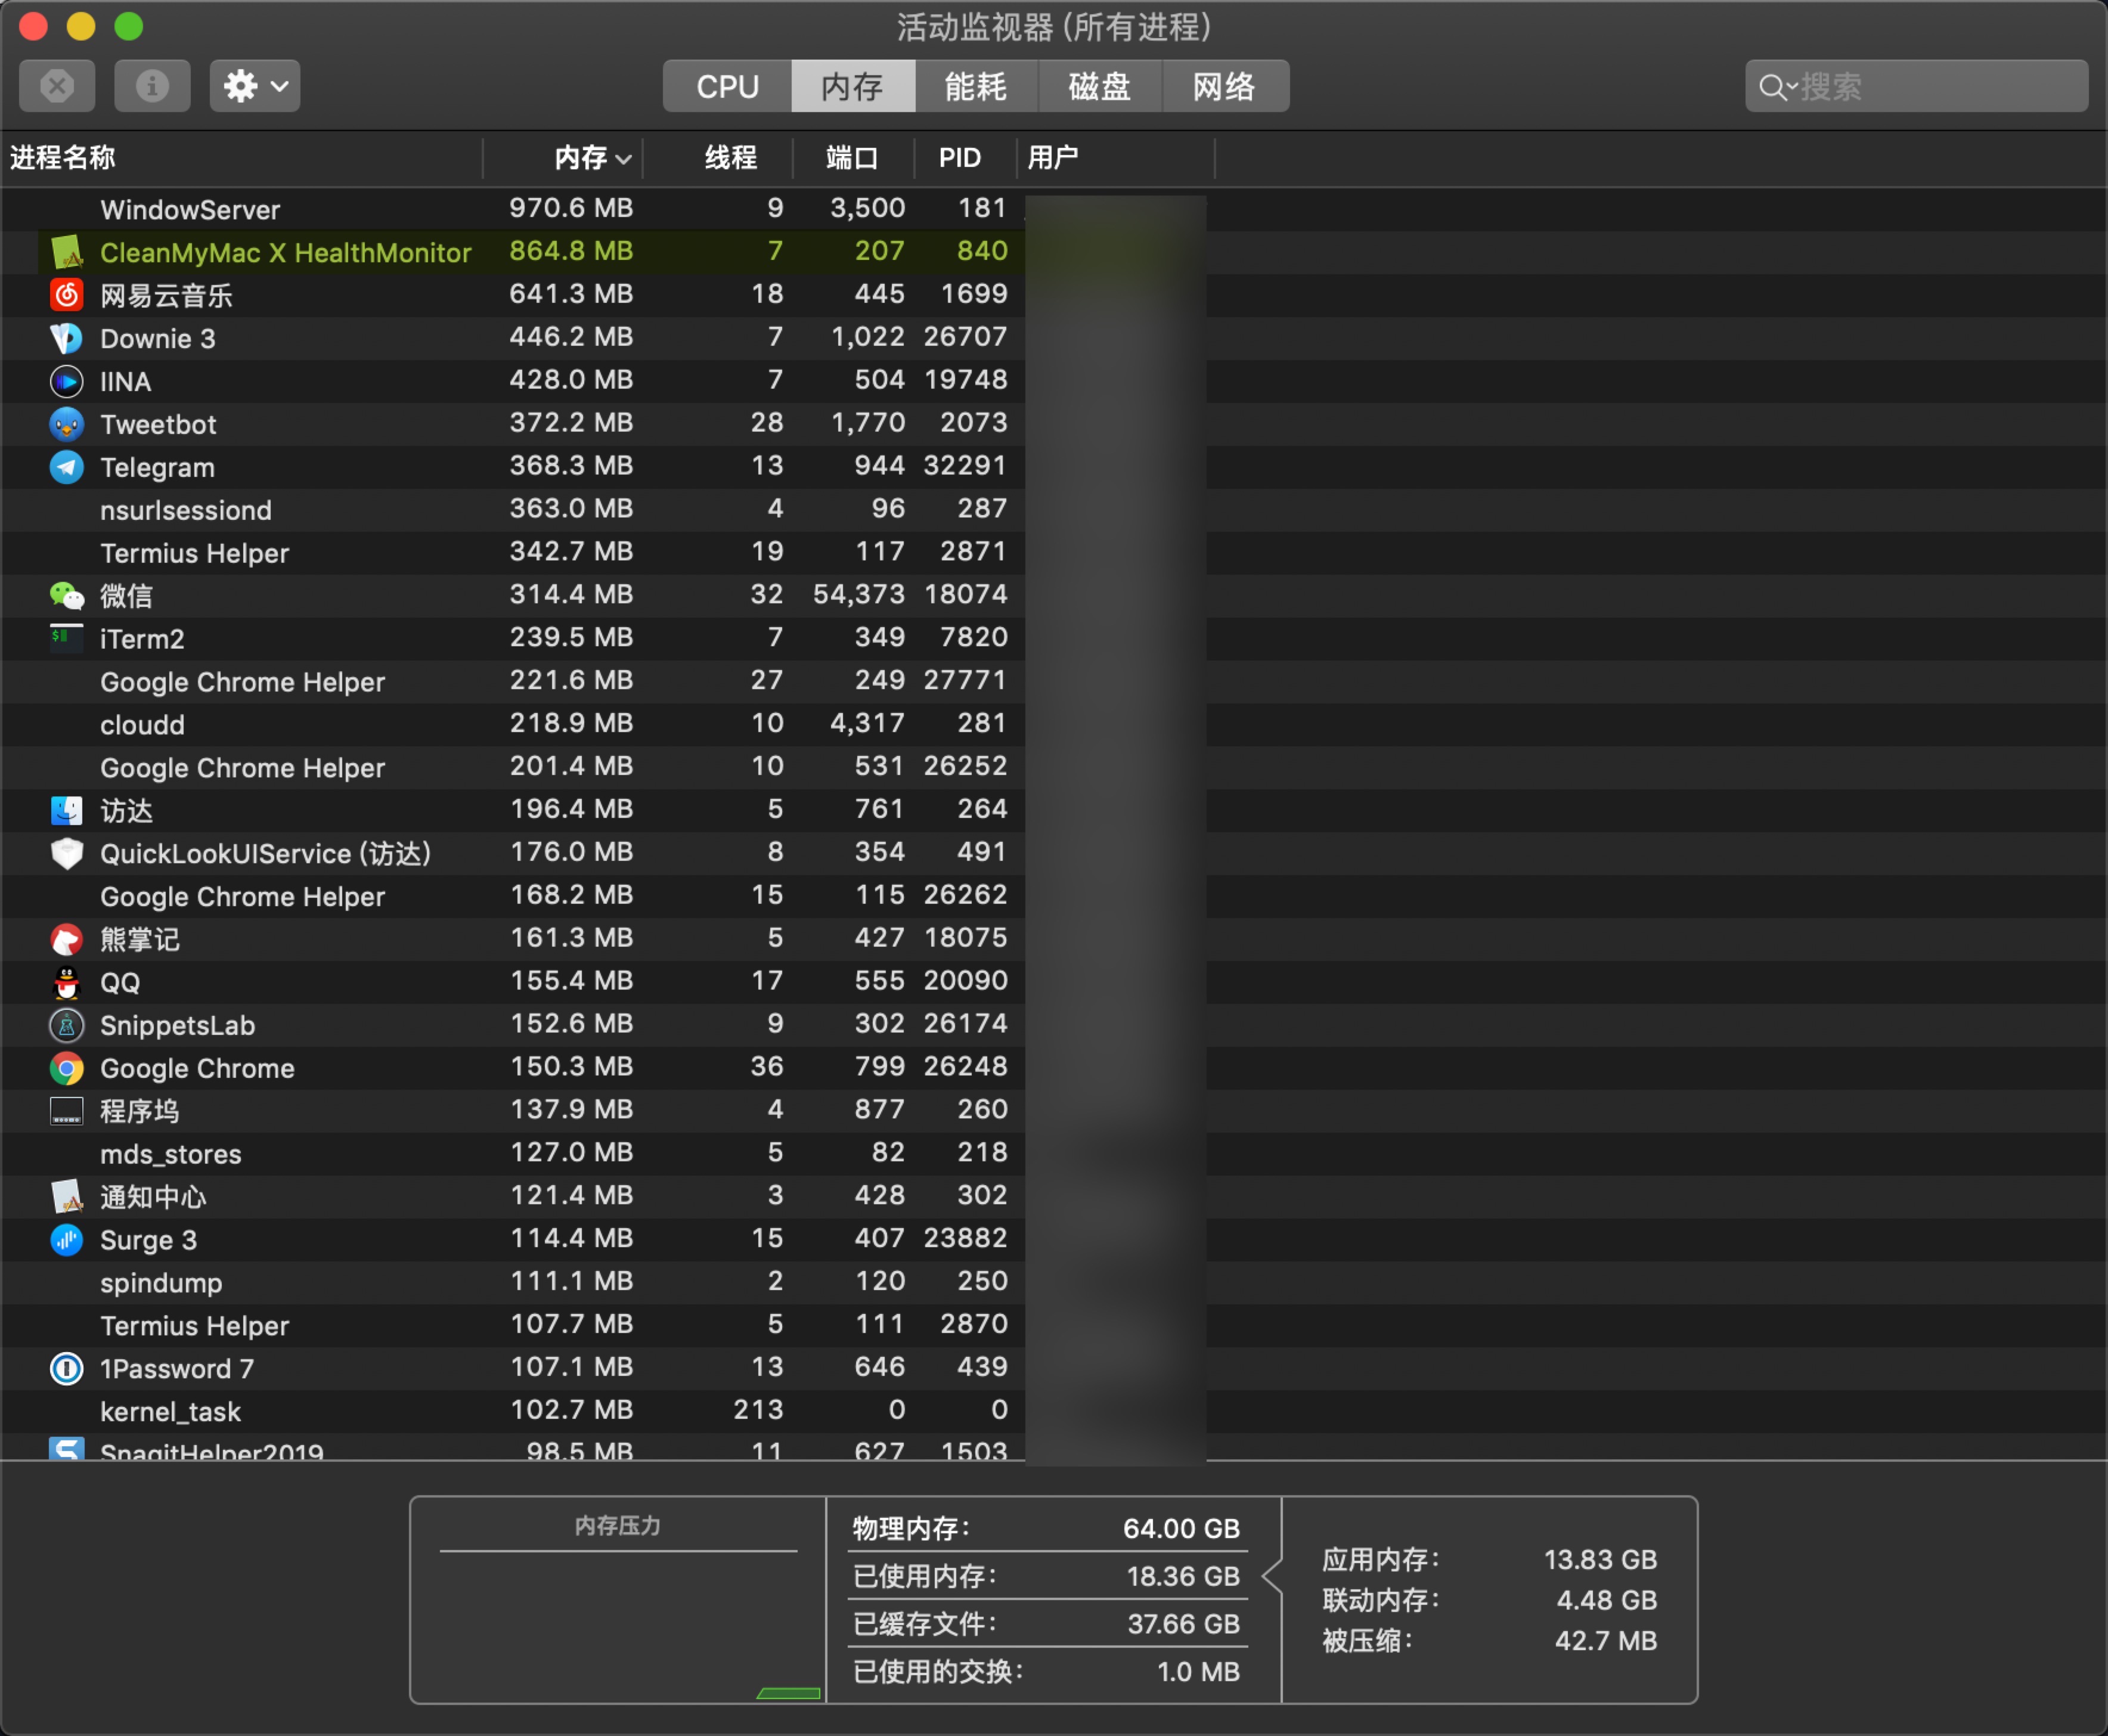 活动监视器 (所有进程)
CPU 内存 能耗 磁盘 网络 搜索
进程名称 内存 线程 端口 PID 用户
WindowServer 970.6 MB 9 3,500 181
CleanMyMac X HealthMonitor 864.8 MB 7 207 840
网易云音乐 641.3 MB 18 445 1699
Downie 3 446.2 MB 7 1,022 26707
IINA 428.0 MB 7 504 19748
Tweetbot 372.2 MB 28 1,770 2073
Telegram 368.3 MB 13 944 32291
nsurlsessiond 363.0 MB 4 96 287
Termius Helper 342.7 MB 19 117 2871
微信 314.4 MB 32 54,373 18074
iTerm2 239.5 MB 7 349 7820
Google Chrome Helper 221.6 MB 27 249 27771
cloudd 218.9 MB 10 4,317 281
Google Chrome Helper 201.4 MB 10 531 26252
访达 196.4 MB 5 761 264
QuickLookUIService (访达) 176.0 MB 8 354 491
Google Chrome Helper 168.2 MB 15 115 26262
熊掌记 161.3 MB 5 427 18075
QQ 155.4 MB 17 555 20090
SnippetsLab 152.6 MB 9 302 26174
Google Chrome 150.3 MB 36 799 26248
程序坞 137.9 MB 4 877 260
mds_stores 127.0 MB 5 82 218
通知中心 121.4 MB 3 428 302
Surge 3 114.4 MB 15 407 23882
spindump 111.1 MB 2 120 250
Termius Helper 107.7 MB 5 111 2870
1Password 7 107.1 MB 13 646 439
kernel_task 102.7 MB 213 0 0
SnagitHelper2019 98.5 MB 11 627 1503
内存压力
物理内存： 64.00 GB
已使用内存： 18.36 GB
已缓存文件： 37.66 GB
已使用的交换： 1.0 MB
应用内存： 13.83 GB
联动内存： 4.48 GB
被压缩： 42.7 MB